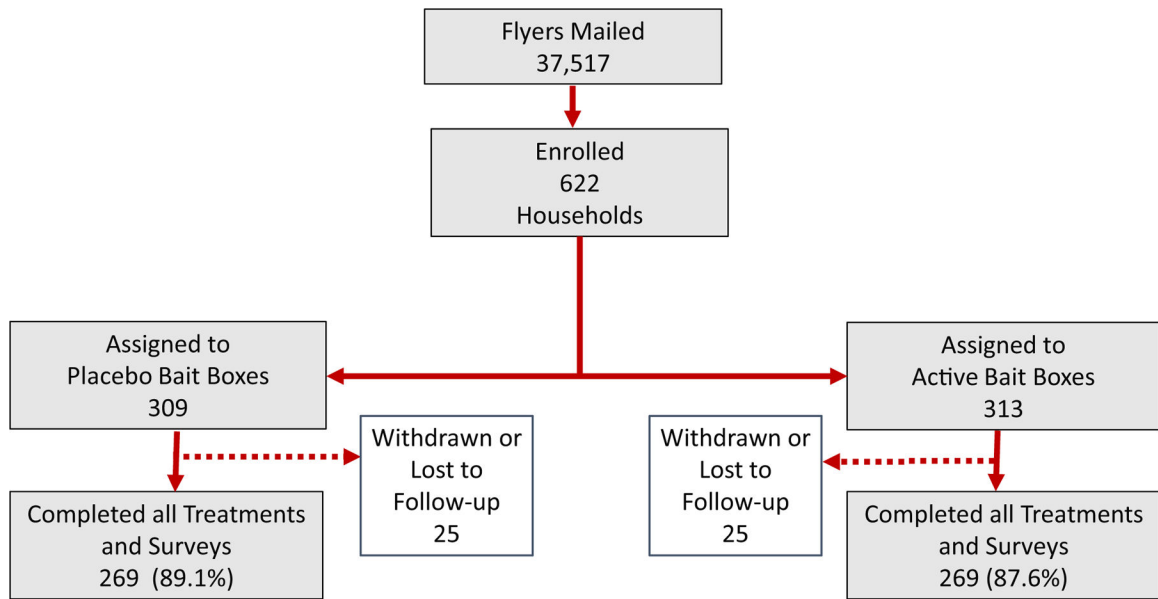 Flyers Mailed
37,517
Enrolled
622
Households
Assigned to
Placebo Bait Boxes
309
Assigned to
Active Bait Boxes
313
Withdrawn or
Lost to
Follow-up
25
Withdrawn or
Lost to
Follow-up
25
Completed all Treatments
and Surveys
269 (89.1%)
Completed all Treatments
and Surveys
269 (87.6%)